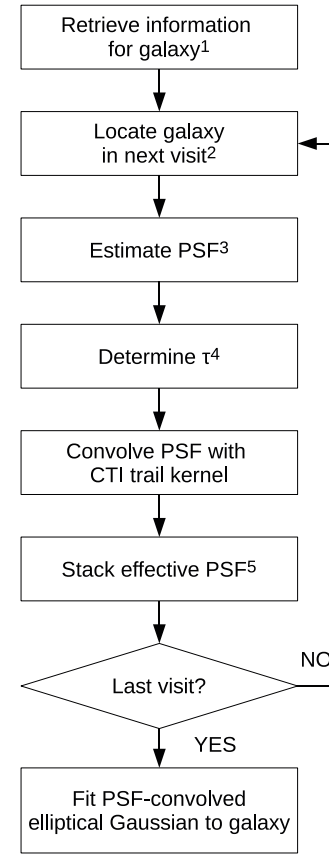 Retrieve information
for galaxy1
Locate galaxy
in next visit2
Estimate PSF3
Determine τ4
Convolve PSF with
CTI trail kernel
Stack effective PSF5
Last visit?
NO
YES
Fit PSF-convolved
elliptical Gaussian to galaxy